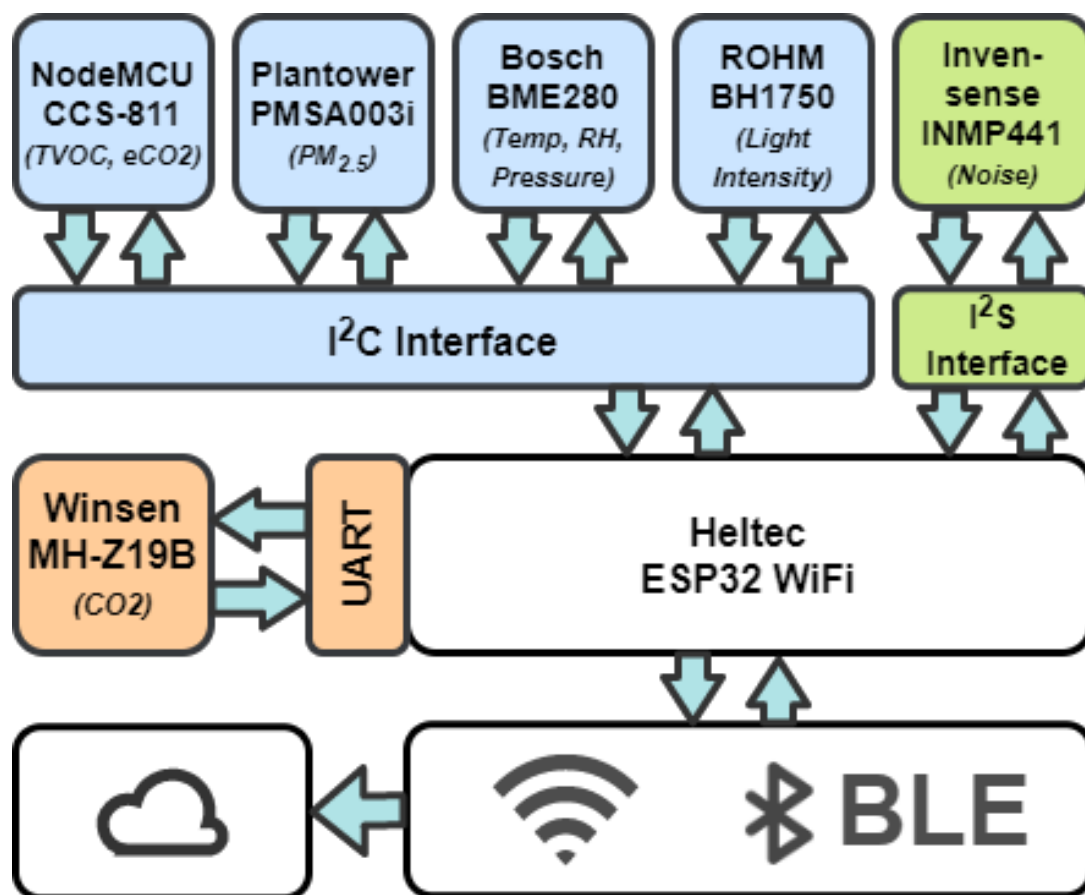 NodeMCU
CCS-811
(TVOC, eCO2)
Plantower
PMSA003i
(PM2.5)
Bosch
BME280
(Temp, RH,
Pressure)
ROHM
BH1750
(Light
Intensity)
Inven-
sense
INMP441
(Noise)
I²C Interface
I²S
Interface
Winsen
MH-Z19B
(CO2)
UART
Heltec
ESP32 WiFi
BLE